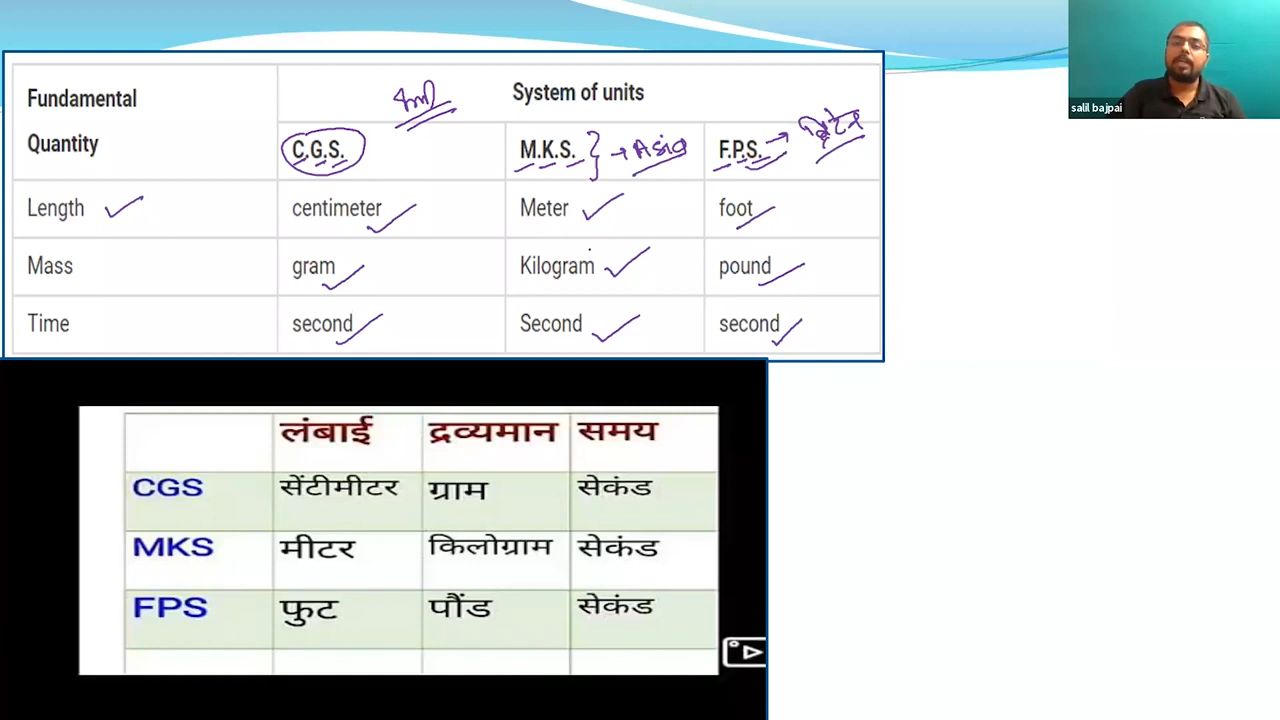 Fundamental
Quantity
System of units
C.G.S.
M.K.S. → Asia
F.P.S. →
Length centimeter Meter foot
Mass gram Kilogram pound
Time second Second second
salil bajpai
लंबाई द्रव्यमान समय
CGS सेंटीमीटर ग्राम सेकंड
MKS मीटर किलोग्राम सेकंड
FPS फुट पौंड सेकंड